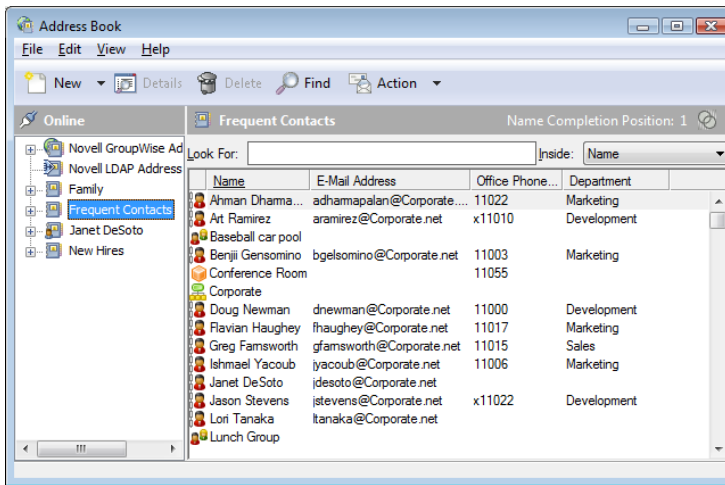 Address Book
File Edit View Help
New Details Delete Find Action
Online Frequent Contacts Name Completion Position: 1
Novell GroupWise Ad
Novell LDAP Address
Family
Frequent Contacts
Janet DeSoto
New Hires
Look For: Inside: Name
Name E-Mail Address Office Phone... Department
Ahman Dharma... adharmapalan@Corporate.... 11022 Marketing
Art Ramirez aramirez@Corporate.net x11010 Development
Baseball car pool
Benjii Gensomino bgelsomino@Corporate.net 11003 Marketing
Conference Room 11055
Corporate
Doug Newman dnewman@Corporate.net 11000 Development
Flavian Haughey fhaughey@Corporate.net 11017 Marketing
Greg Farnsworth gfarnsworth@Corporate.net 11015 Sales
Ishmael Yacoub jyacoub@Corporate.net 11006 Marketing
Janet DeSoto jdesoto@Corporate.net
Jason Stevens jstevens@Corporate.net x11022 Development
Lori Tanaka ltanaka@Corporate.net
Lunch Group